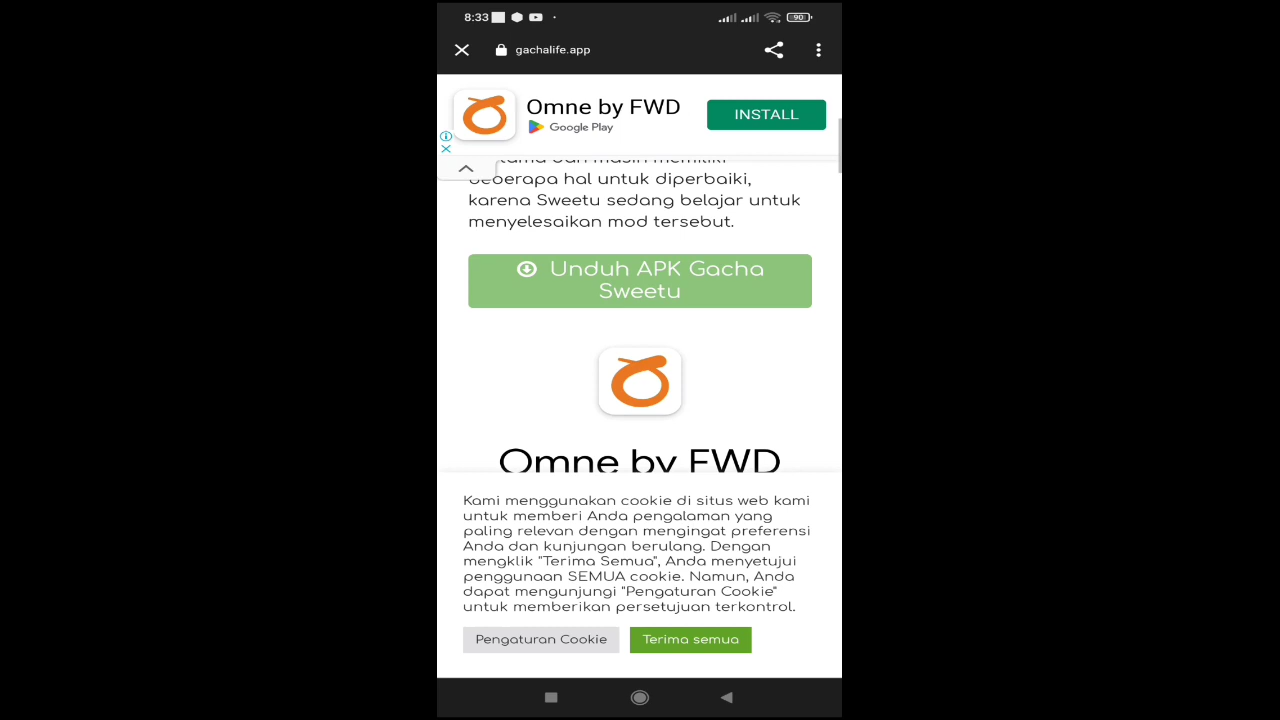 8:33
90
gachalife.app
Omne by FWD
Google Play
INSTALL
dan masih memiliki
beberapa hal untuk diperbaiki,
karena Sweetu sedang belajar untuk
menyelesaikan mod tersebut.
Unduh APK Gacha
Sweetu
Omne by FWD
Kami menggunakan cookie di situs web kami
untuk memberi Anda pengalaman yang
paling relevan dengan mengingat preferensi
Anda dan kunjungan berulang. Dengan
mengklik "Terima Semua", Anda menyetujui
penggunaan SEMUA cookie. Namun, Anda
dapat mengunjungi "Pengaturan Cookie"
untuk memberikan persetujuan terkontrol.
Pengaturan Cookie
Terima semua